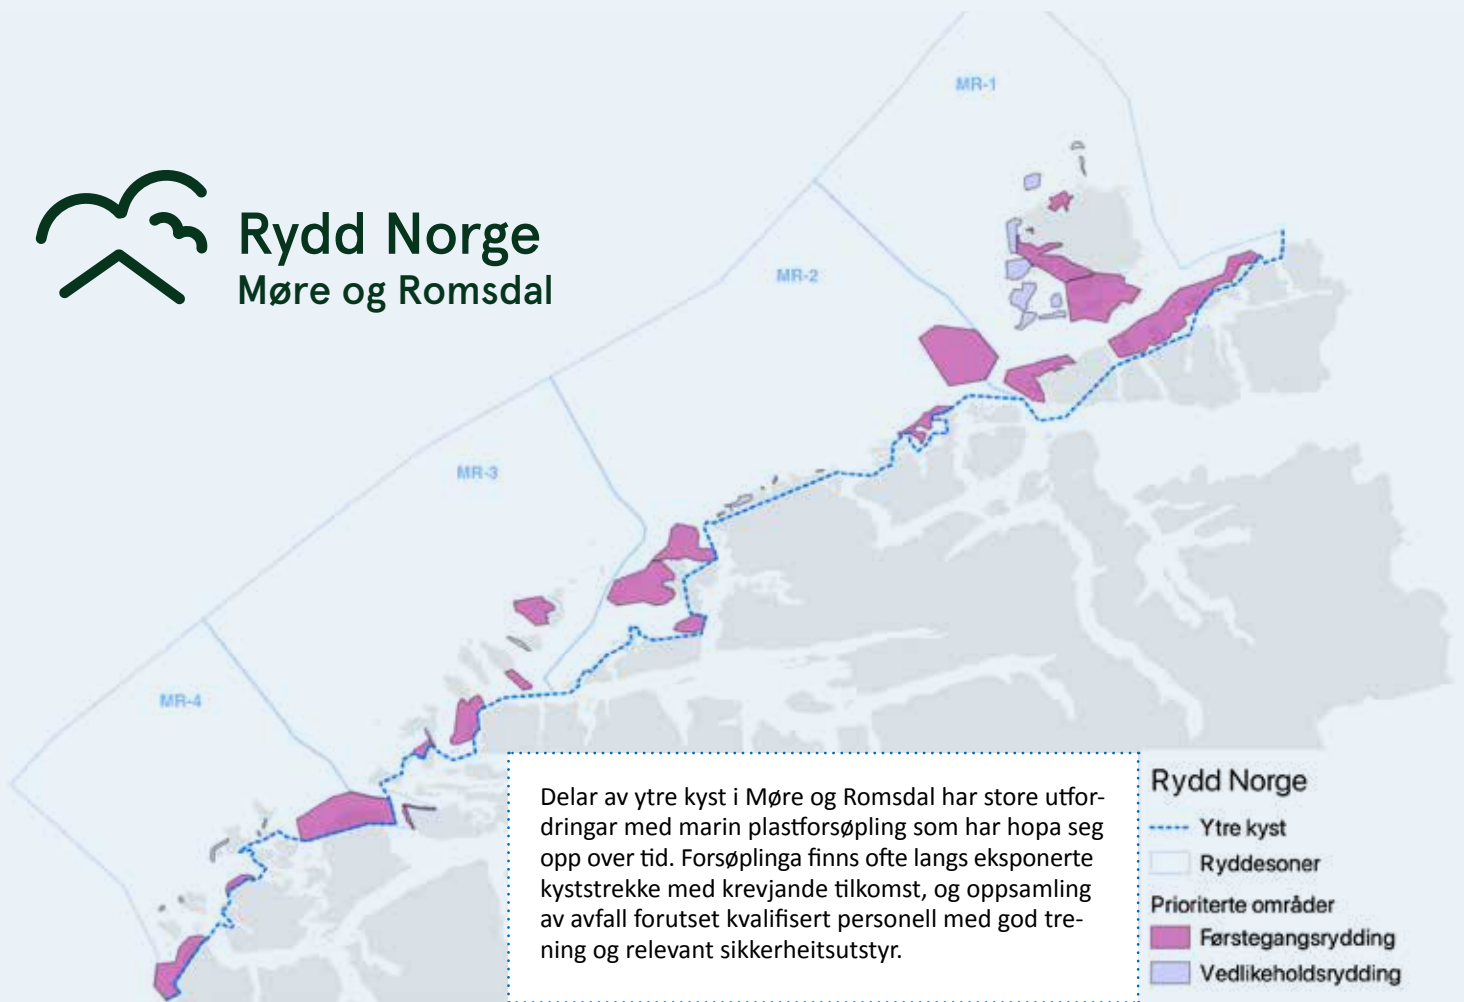 MR-1
Rydd Norge
Møre og Romsdal
MR-2
MR-3
MR-4
Delar av ytre kyst i Møre og Romsdal har store utfor-
dringar med marin plastforsøpling som har hopa seg
opp over tid. Forsøplinga finns ofte langs eksponerte
kyststrekke med krevjande tilkomst, og oppsamling
av avfall forutset kvalifisert personell med god tre-
ning og relevant sikkerheitsutstyr.
Rydd Norge
Ytre kyst
Ryddesoner
Prioriterte områder
Førstegangsrydding
Vedlikeholdsrydding